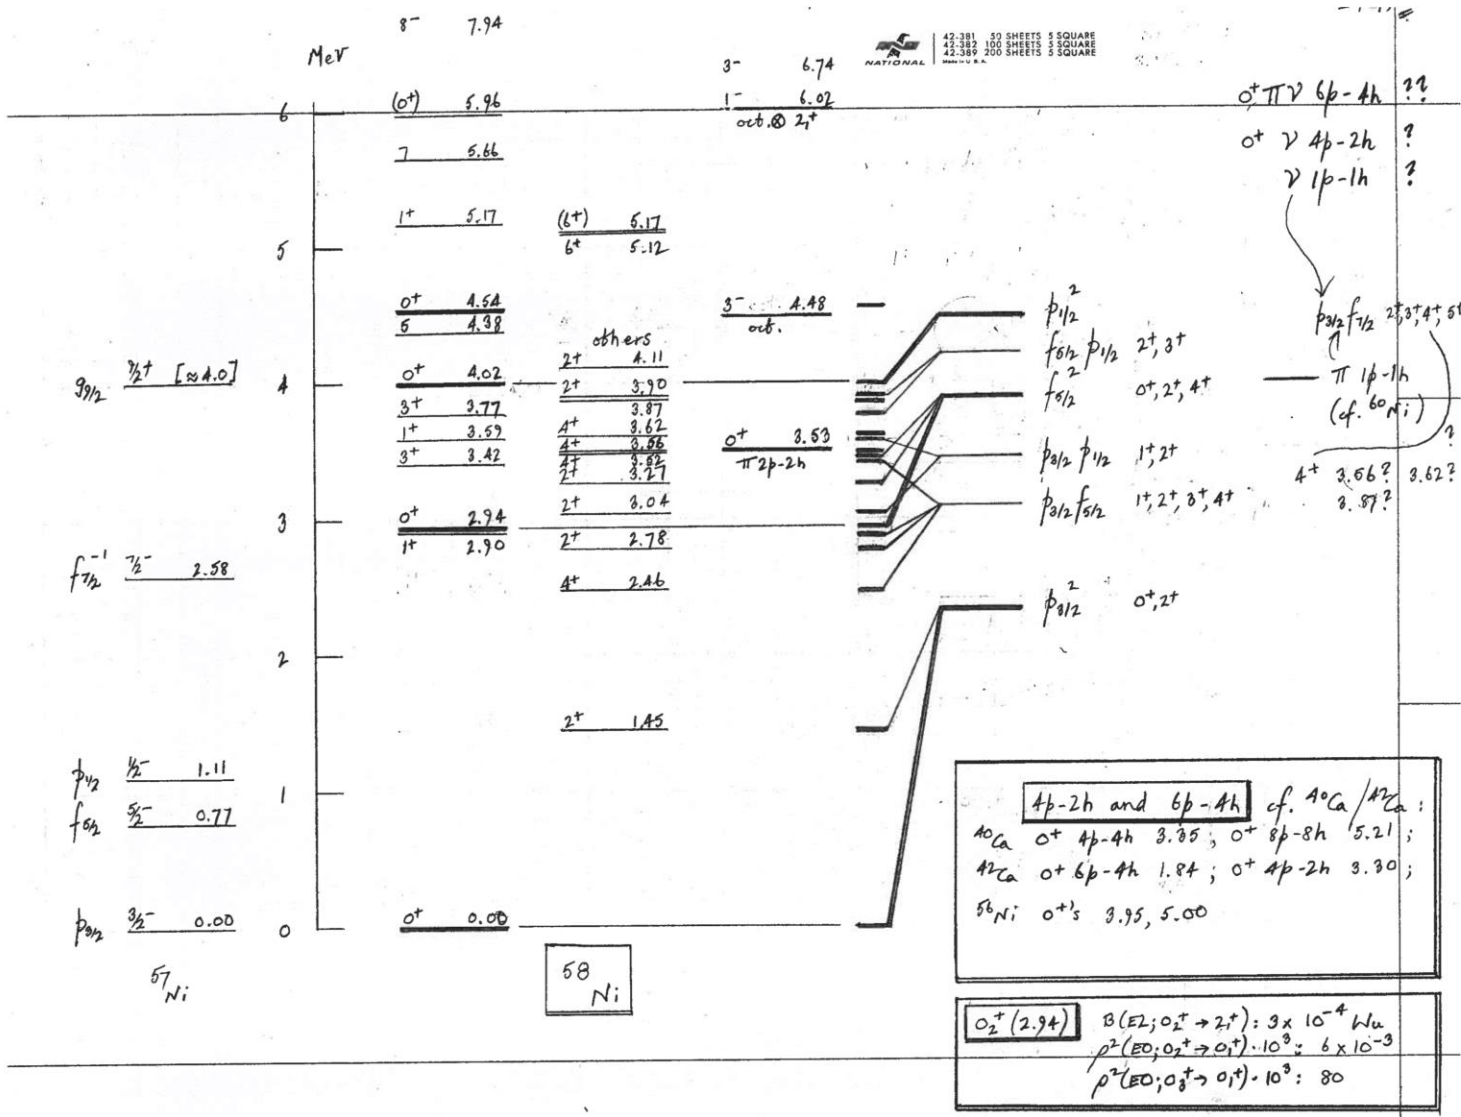 8⁻ 7.94
MeV
NATIONAL
42-381 50 SHEETS 5 SQUARE
42-382 100 SHEETS 5 SQUARE
42-389 200 SHEETS 5 SQUARE
3⁻ 6.74
6
(0⁺) 5.96
1⁻ 6.02
oct.⊗ 2₁⁺
0⁺ πν 6p-4h ??
0⁺ ν 4p-2h ?
ν 1p-1h ?
7 5.66
1⁺ 5.17
(6⁺) 5.17
6⁺ 5.12
5
0⁺ 4.54
5 4.38
3⁻ 4.48
oct.
p₁/₂²
p₃/₂f₇/₂ 2⁺,3⁺,4⁺,5⁺
others
2⁺ 4.11
f₅/₂p₁/₂ 2⁺,3⁺
g₉/₂ 9/2⁺ [≈4.0]
4
0⁺ 4.02
2⁺ 3.90
3.87
f₅/₂² 0⁺,2⁺,4⁺
π 1p-1h
(cf. ⁶⁰Ni)
3⁺ 3.77
1⁺ 3.59
3⁺ 3.42
4⁺ 3.62
4⁺ 3.56
4⁺ 3.52
2⁺ 3.27
0⁺ 3.53
π 2p-2h
p₃/₂p₁/₂ 1⁺,2⁺
?
4⁺ 3.56? 3.62?
3.87?
2⁺ 3.04
p₃/₂f₅/₂ 1⁺,2⁺,3⁺,4⁺
3
0⁺ 2.94
1⁺ 2.90
2⁺ 2.78
f₇/₂⁻¹ 7/2⁻ 2.58
4⁺ 2.46
p₃/₂² 0⁺,2⁺
2
2⁺ 1.45
p₁/₂ 1/2⁻ 1.11
1
f₅/₂ 5/2⁻ 0.77
p₃/₂ 3/2⁻ 0.00
0
0⁺ 0.00
⁵⁷Ni
58
Ni
4p-2h and 6p-4h cf. ⁴⁰Ca/⁴²Ca :
⁴⁰Ca 0⁺ 4p-4h 3.35 ; 0⁺ 8p-8h 5.21 ;
⁴²Ca 0⁺ 6p-4h 1.84 ; 0⁺ 4p-2h 3.30 ;
⁵⁶Ni 0⁺'s 3.95, 5.00
0₂⁺ (2.94) B(E2; 0₂⁺ → 2₁⁺) : 3 × 10⁻⁴ Wu
ρ²(E0; 0₂⁺ → 0₁⁺)·10³ : 6 × 10⁻³
ρ²(E0; 0₃⁺ → 0₁⁺)·10³ : 80